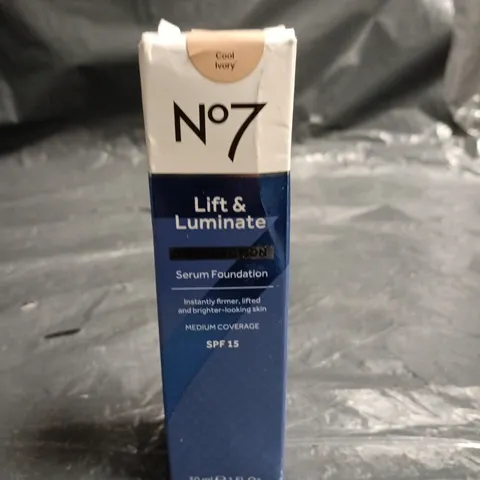 Cool
Ivory
No7
Lift &
Luminate
Serum Foundation
Instantly firmer, lifted
and brighter-looking skin
MEDIUM COVERAGE
SPF 15